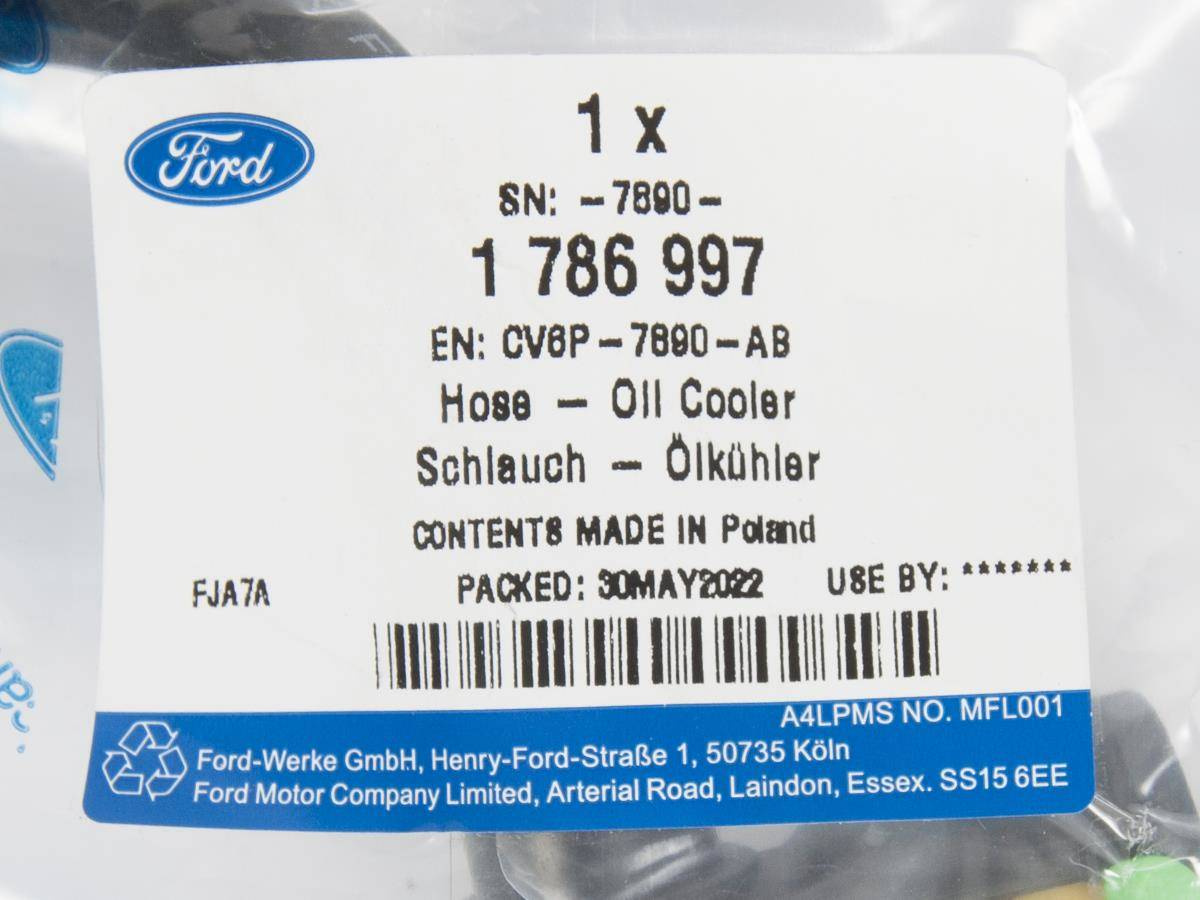 Ford
1 x
SN: -7890-
1 786 997
EN: CV6P-7890-AB
Hose - Oil Cooler
Schlauch - Ölkühler
CONTENTS MADE IN Poland
FJA7A PACKED: 30MAY2022 USE BY: *******
A4LPMS NO. MFL001
Ford-Werke GmbH, Henry-Ford-Straße 1, 50735 Köln
Ford Motor Company Limited, Arterial Road, Laindon, Essex. SS15 6EE